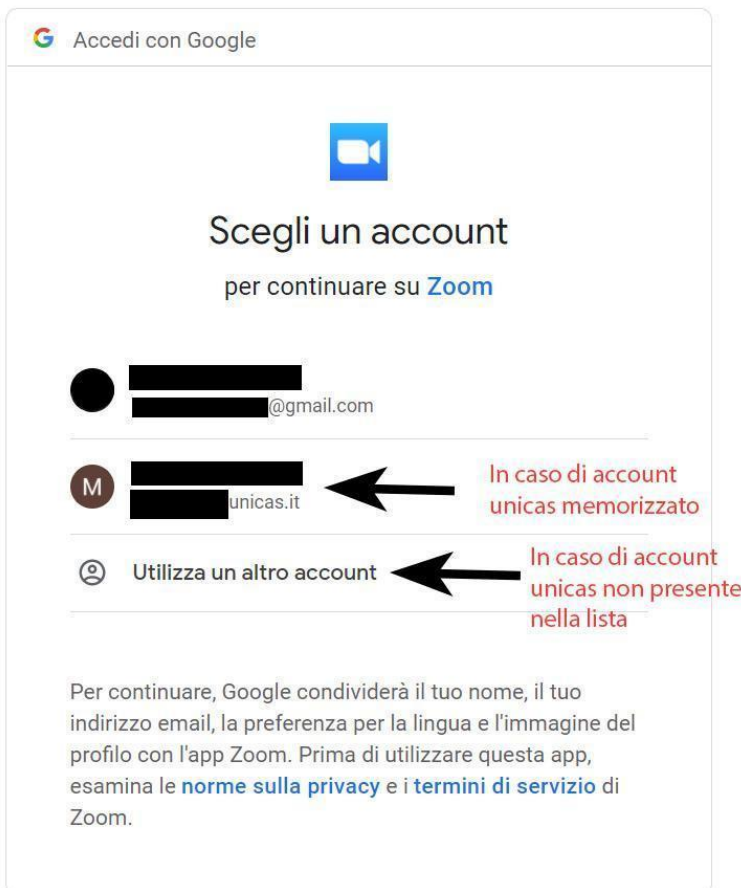 Accedi con Google
Scegli un account
per continuare su Zoom
@gmail.com
M
unicas.it
In caso di account
unicas memorizzato
Utilizza un altro account
In caso di account
unicas non presente
nella lista
Per continuare, Google condividerà il tuo nome, il tuo
indirizzo email, la preferenza per la lingua e l'immagine del
profilo con l'app Zoom. Prima di utilizzare questa app,
esamina le norme sulla privacy e i termini di servizio di
Zoom.